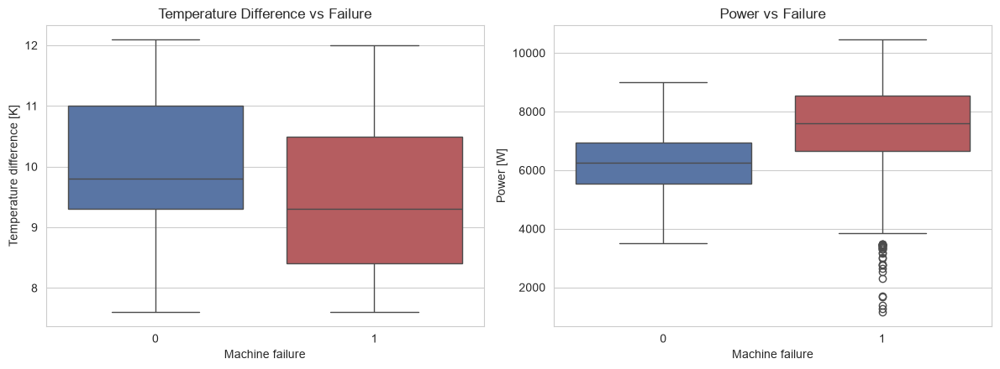 Temperature Difference vs Failure
Temperature difference [K]
12
11
10
9
8
0
1
Machine failure
Power vs Failure
Power [W]
10000
8000
6000
4000
2000
0
1
Machine failure